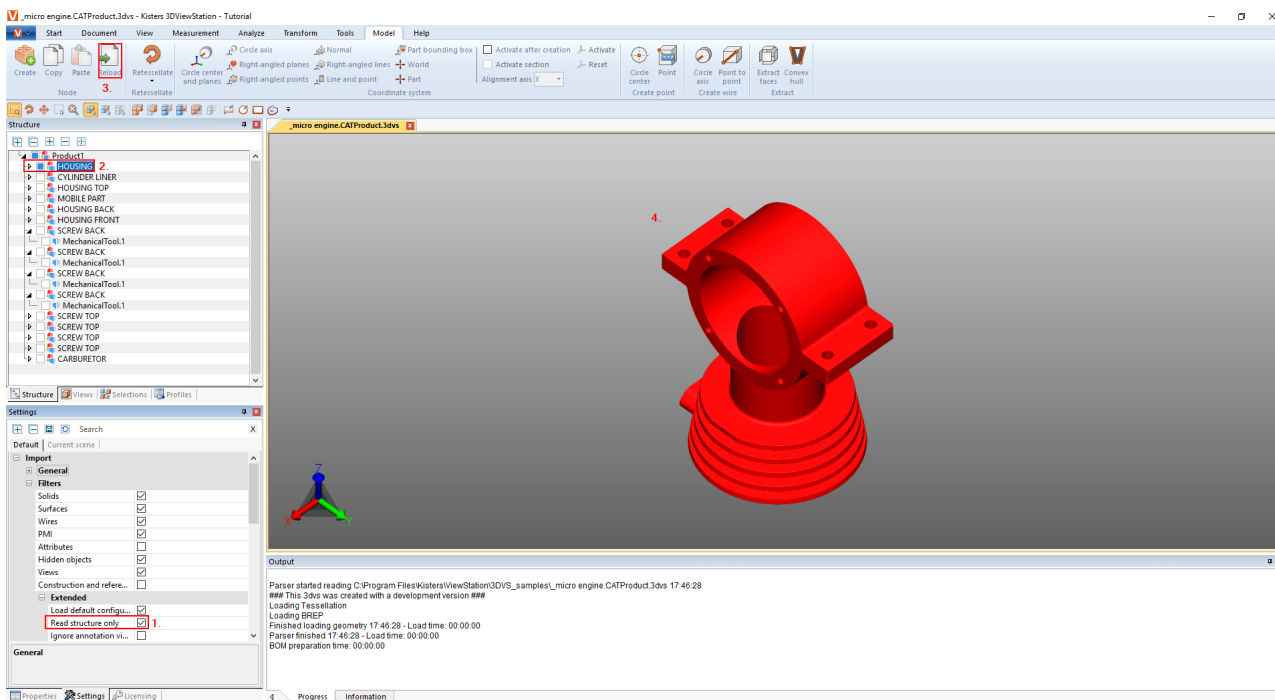 _micro engine.CATProduct.3dvs - Kisters 3DViewStation - Tutorial
Start Document View Measurement Analyze Transform Tools Model Help
Create Copy Paste Reload
Node
3.
Retessellate
Retessellate
Circle center and planes
Circle axis Normal Part bounding box
Right-angled planes Right-angled lines World
Right-angled points Line and point Part
Activate after creation Activate
Activate section Reset
Alignment axis X
Coordinate system
Circle center Point
Create point
Circle axis Point to point
Create wire
Extract faces Convex hull
Extract
Structure
Product1
HOUSING 2.
CYLINDER LINER
HOUSING TOP
MOBILE PART
HOUSING BACK
HOUSING FRONT
SCREW BACK
MechanicalTool.1
SCREW BACK
MechanicalTool.1
SCREW BACK
MechanicalTool.1
SCREW BACK
MechanicalTool.1
SCREW TOP
SCREW TOP
SCREW TOP
SCREW TOP
CARBURETOR
Structure Views Selections Profiles
_micro engine.CATProduct.3dvs
4.
Z
X
Y
Settings
Search X
Default Current scene
Import
General
Filters
Solids
Surfaces
Wires
PMI
Attributes
Hidden objects
Views
Construction and refere...
Extended
Load default configu...
Read structure only 1.
Ignore annotation vi...
General
Properties Settings Licensing
Output
Parser started reading C:\Program Files\Kisters\ViewStation\3DVS_samples\_micro engine.CATProduct.3dvs 17:46:28
### This 3dvs was created with a development version ###
Loading Tessellation
Loading BREP
Finished loading geometry 17:46:28 - Load time: 00:00:00
Parser finished 17:46:28 - Load time: 00:00:00
BOM preparation time: 00:00:00
Progress Information